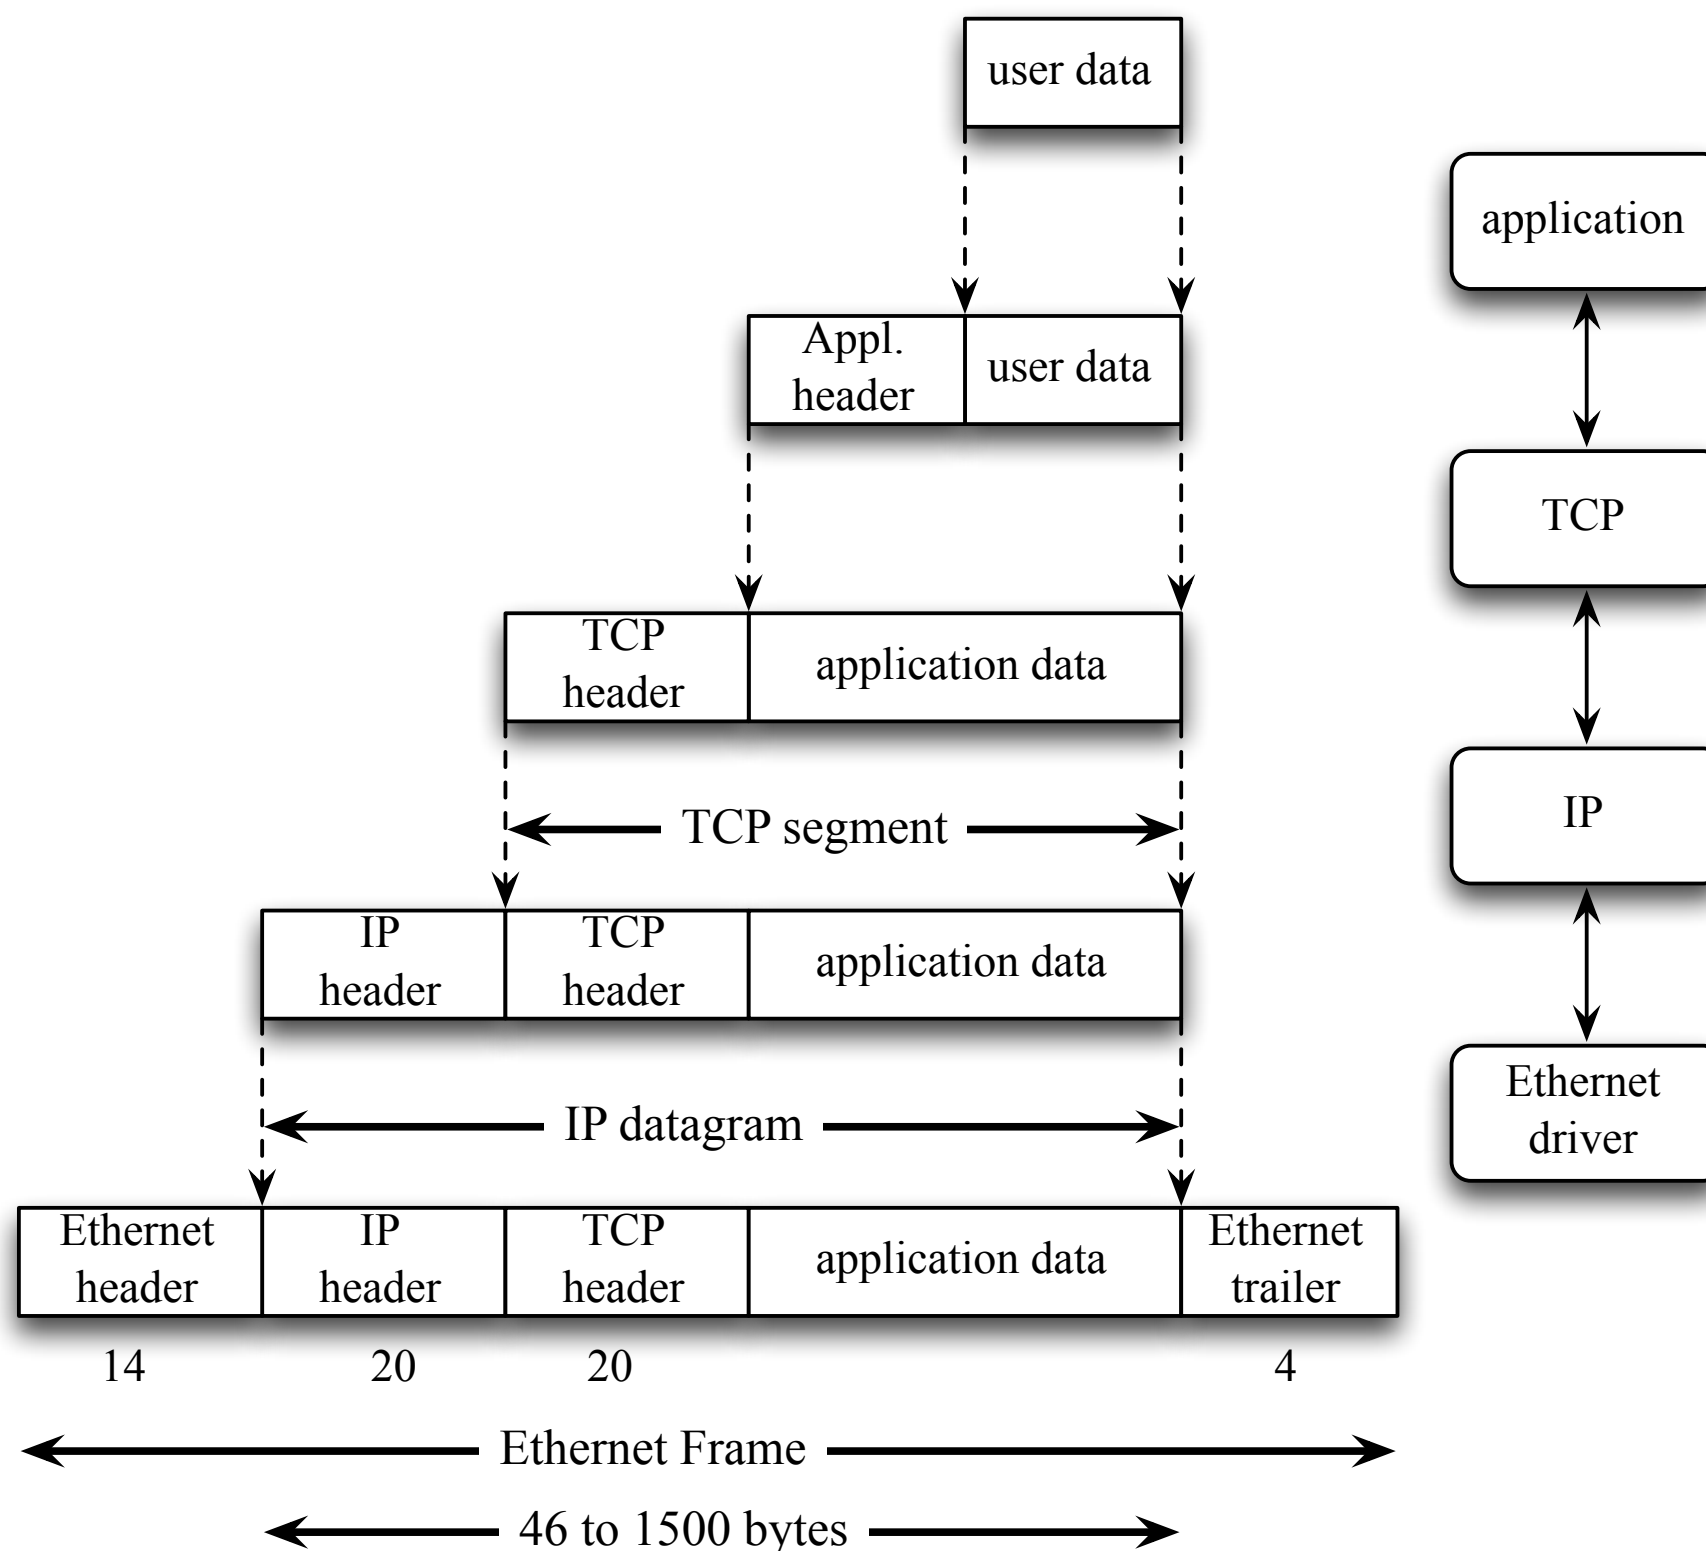 user data
application
Appl.
header
user data
TCP
TCP
header
application data
TCP segment
IP
IP
header
TCP
header
application data
IP datagram
Ethernet
driver
Ethernet
header
IP
header
TCP
header
application data
Ethernet
trailer
14
20
20
4
Ethernet Frame
46 to 1500 bytes